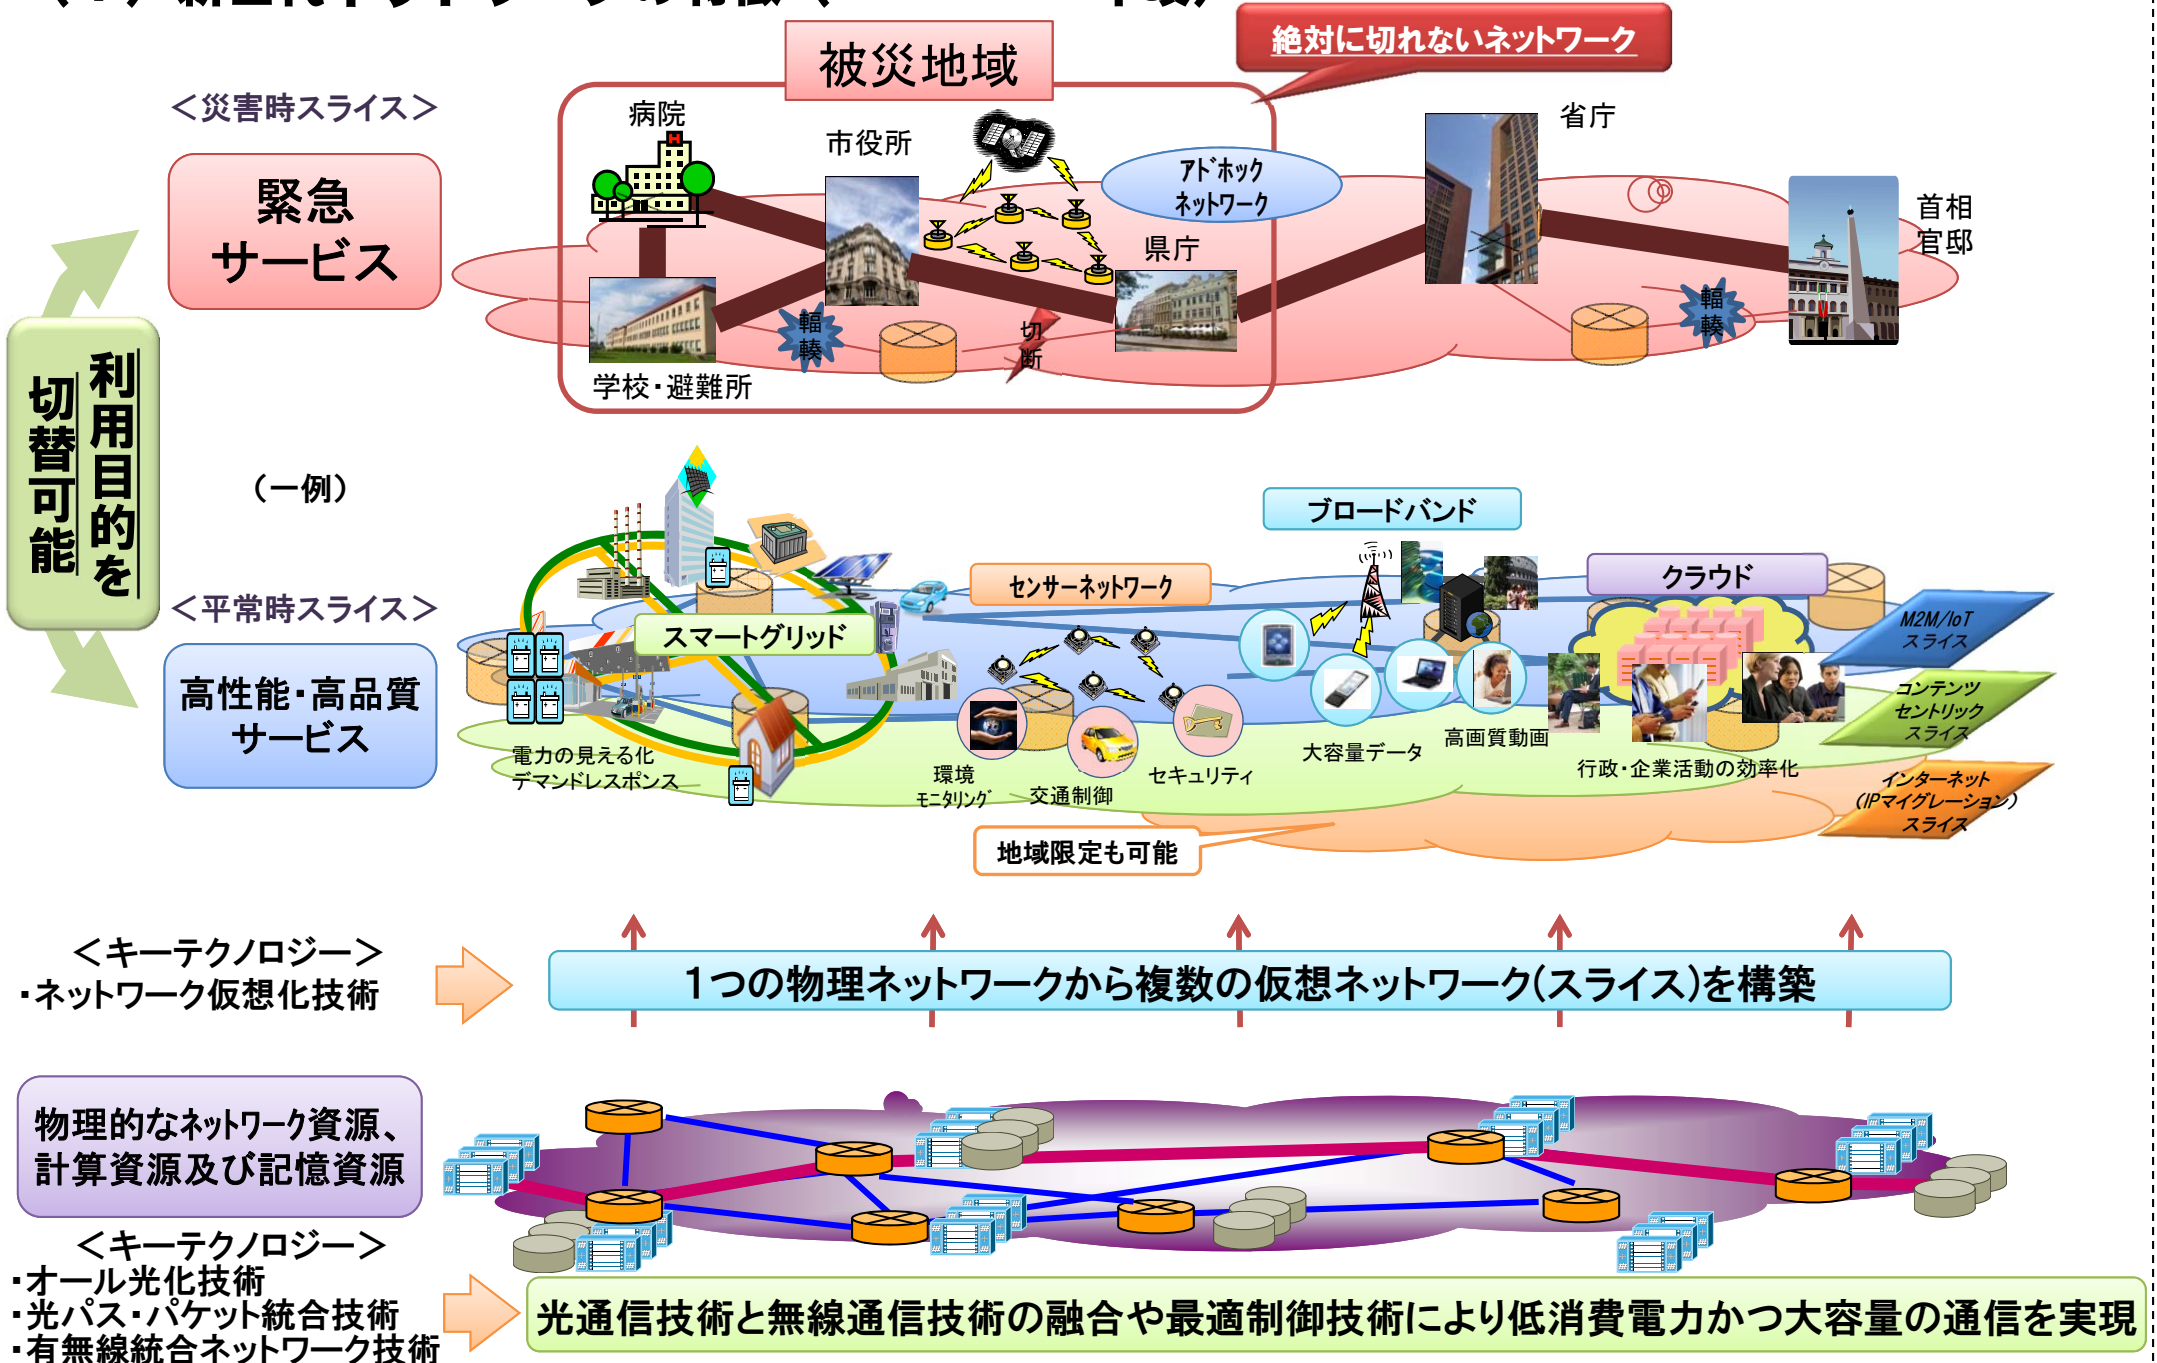 絶対に切れないネットワーク
被災地域
＜災害時スライス＞
緊急
サービス
病院
市役所
アドホック
ネットワーク
県庁
省庁
首相
官邸
輻
輳
切
断
輻
輳
学校・避難所
利用目的を
切替可能
（一例）
＜平常時スライス＞
高性能・高品質
サービス
スマートグリッド
センサーネットワーク
ブロードバンド
クラウド
M2M/IoT
スライス
コンテンツ
セントリック
スライス
インターネット
（IPマイグレーション）
スライス
電力の見える化
デマンドレスポンス
環境
モニタリング
交通制御
セキュリティ
大容量データ
高画質動画
行政・企業活動の効率化
地域限定も可能
＜キーテクノロジー＞
・ネットワーク仮想化技術
１つの物理ネットワークから複数の仮想ネットワーク(スライス)を構築
物理的なネットワーク資源、
計算資源及び記憶資源
＜キーテクノロジー＞
・オール光化技術
・光パス・パケット統合技術
・有無線統合ネットワーク技術
光通信技術と無線通信技術の融合や最適制御技術により低消費電力かつ大容量の通信を実現